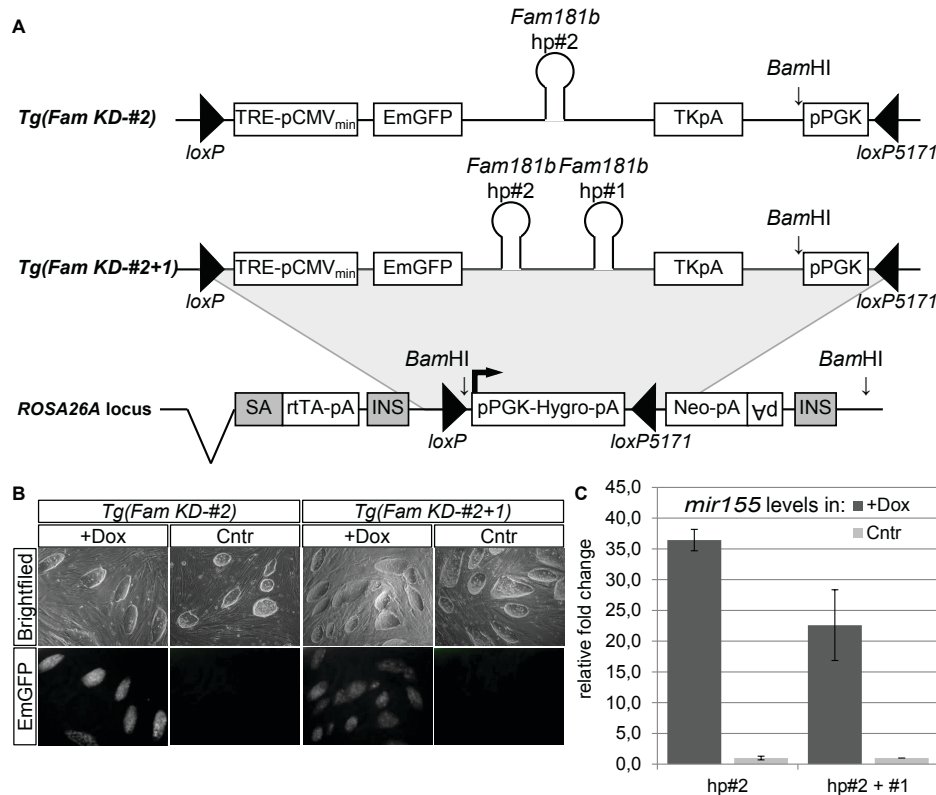 A
Fam181b
hp#2
BamHI
↓
Tg(Fam KD-#2)
TRE-pCMVmin
EmGFP
TKpA
pPGK
loxP
loxP5171
Fam181b
hp#2
Fam181b
hp#1
BamHI
↓
Tg(Fam KD-#2+1)
TRE-pCMVmin
EmGFP
TKpA
pPGK
loxP
loxP5171
BamHI
↓
BamHI
↓
ROSA26A locus
SA
rtTA-pA
INS
pPGK-Hygro-pA
Neo-pA
pA
INS
loxP
loxP5171
B
Tg(Fam KD-#2)
Tg(Fam KD-#2+1)
+Dox
Cntr
+Dox
Cntr
Brightfiled
EmGFP
C
mir155 levels in:
+Dox
Cntr
relative fold change
45,0
40,0
35,0
30,0
25,0
20,0
15,0
10,0
5,0
0,0
hp#2
hp#2 + #1